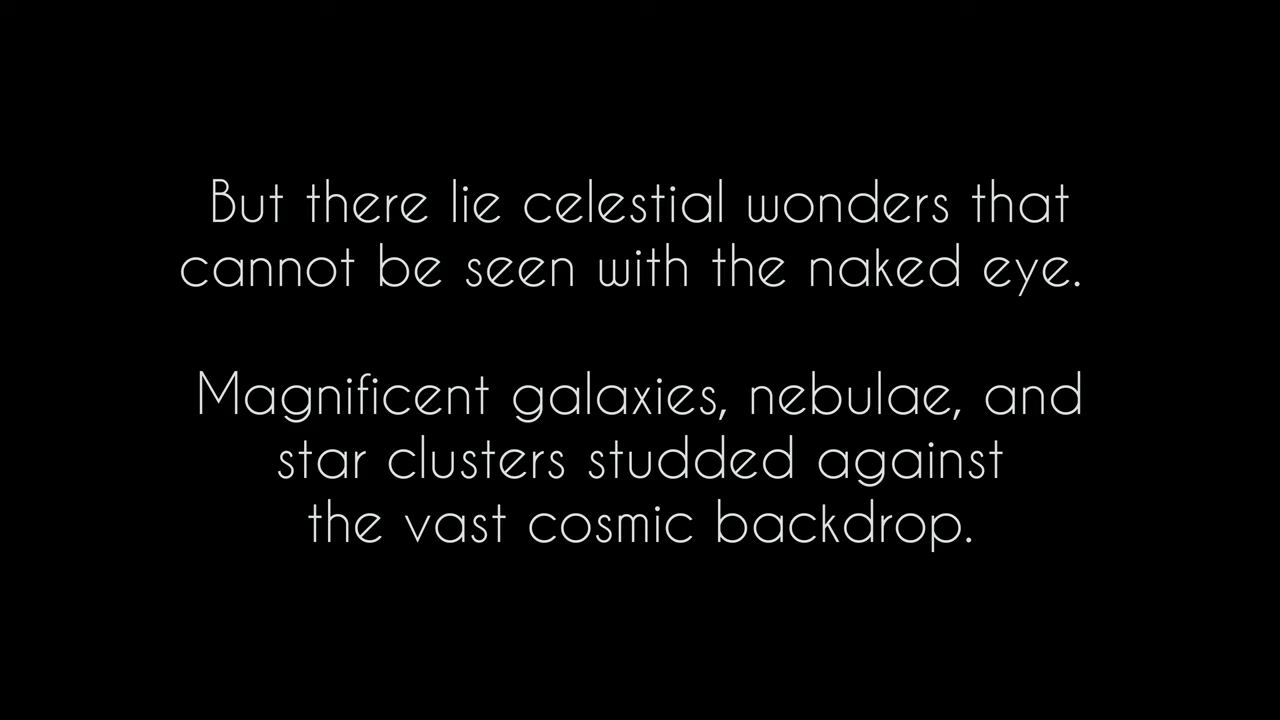 But there lie celestial wonders that
cannot be seen with the naked eye.
Magnificent galaxies, nebulae, and
star clusters studded against
the vast cosmic backdrop.